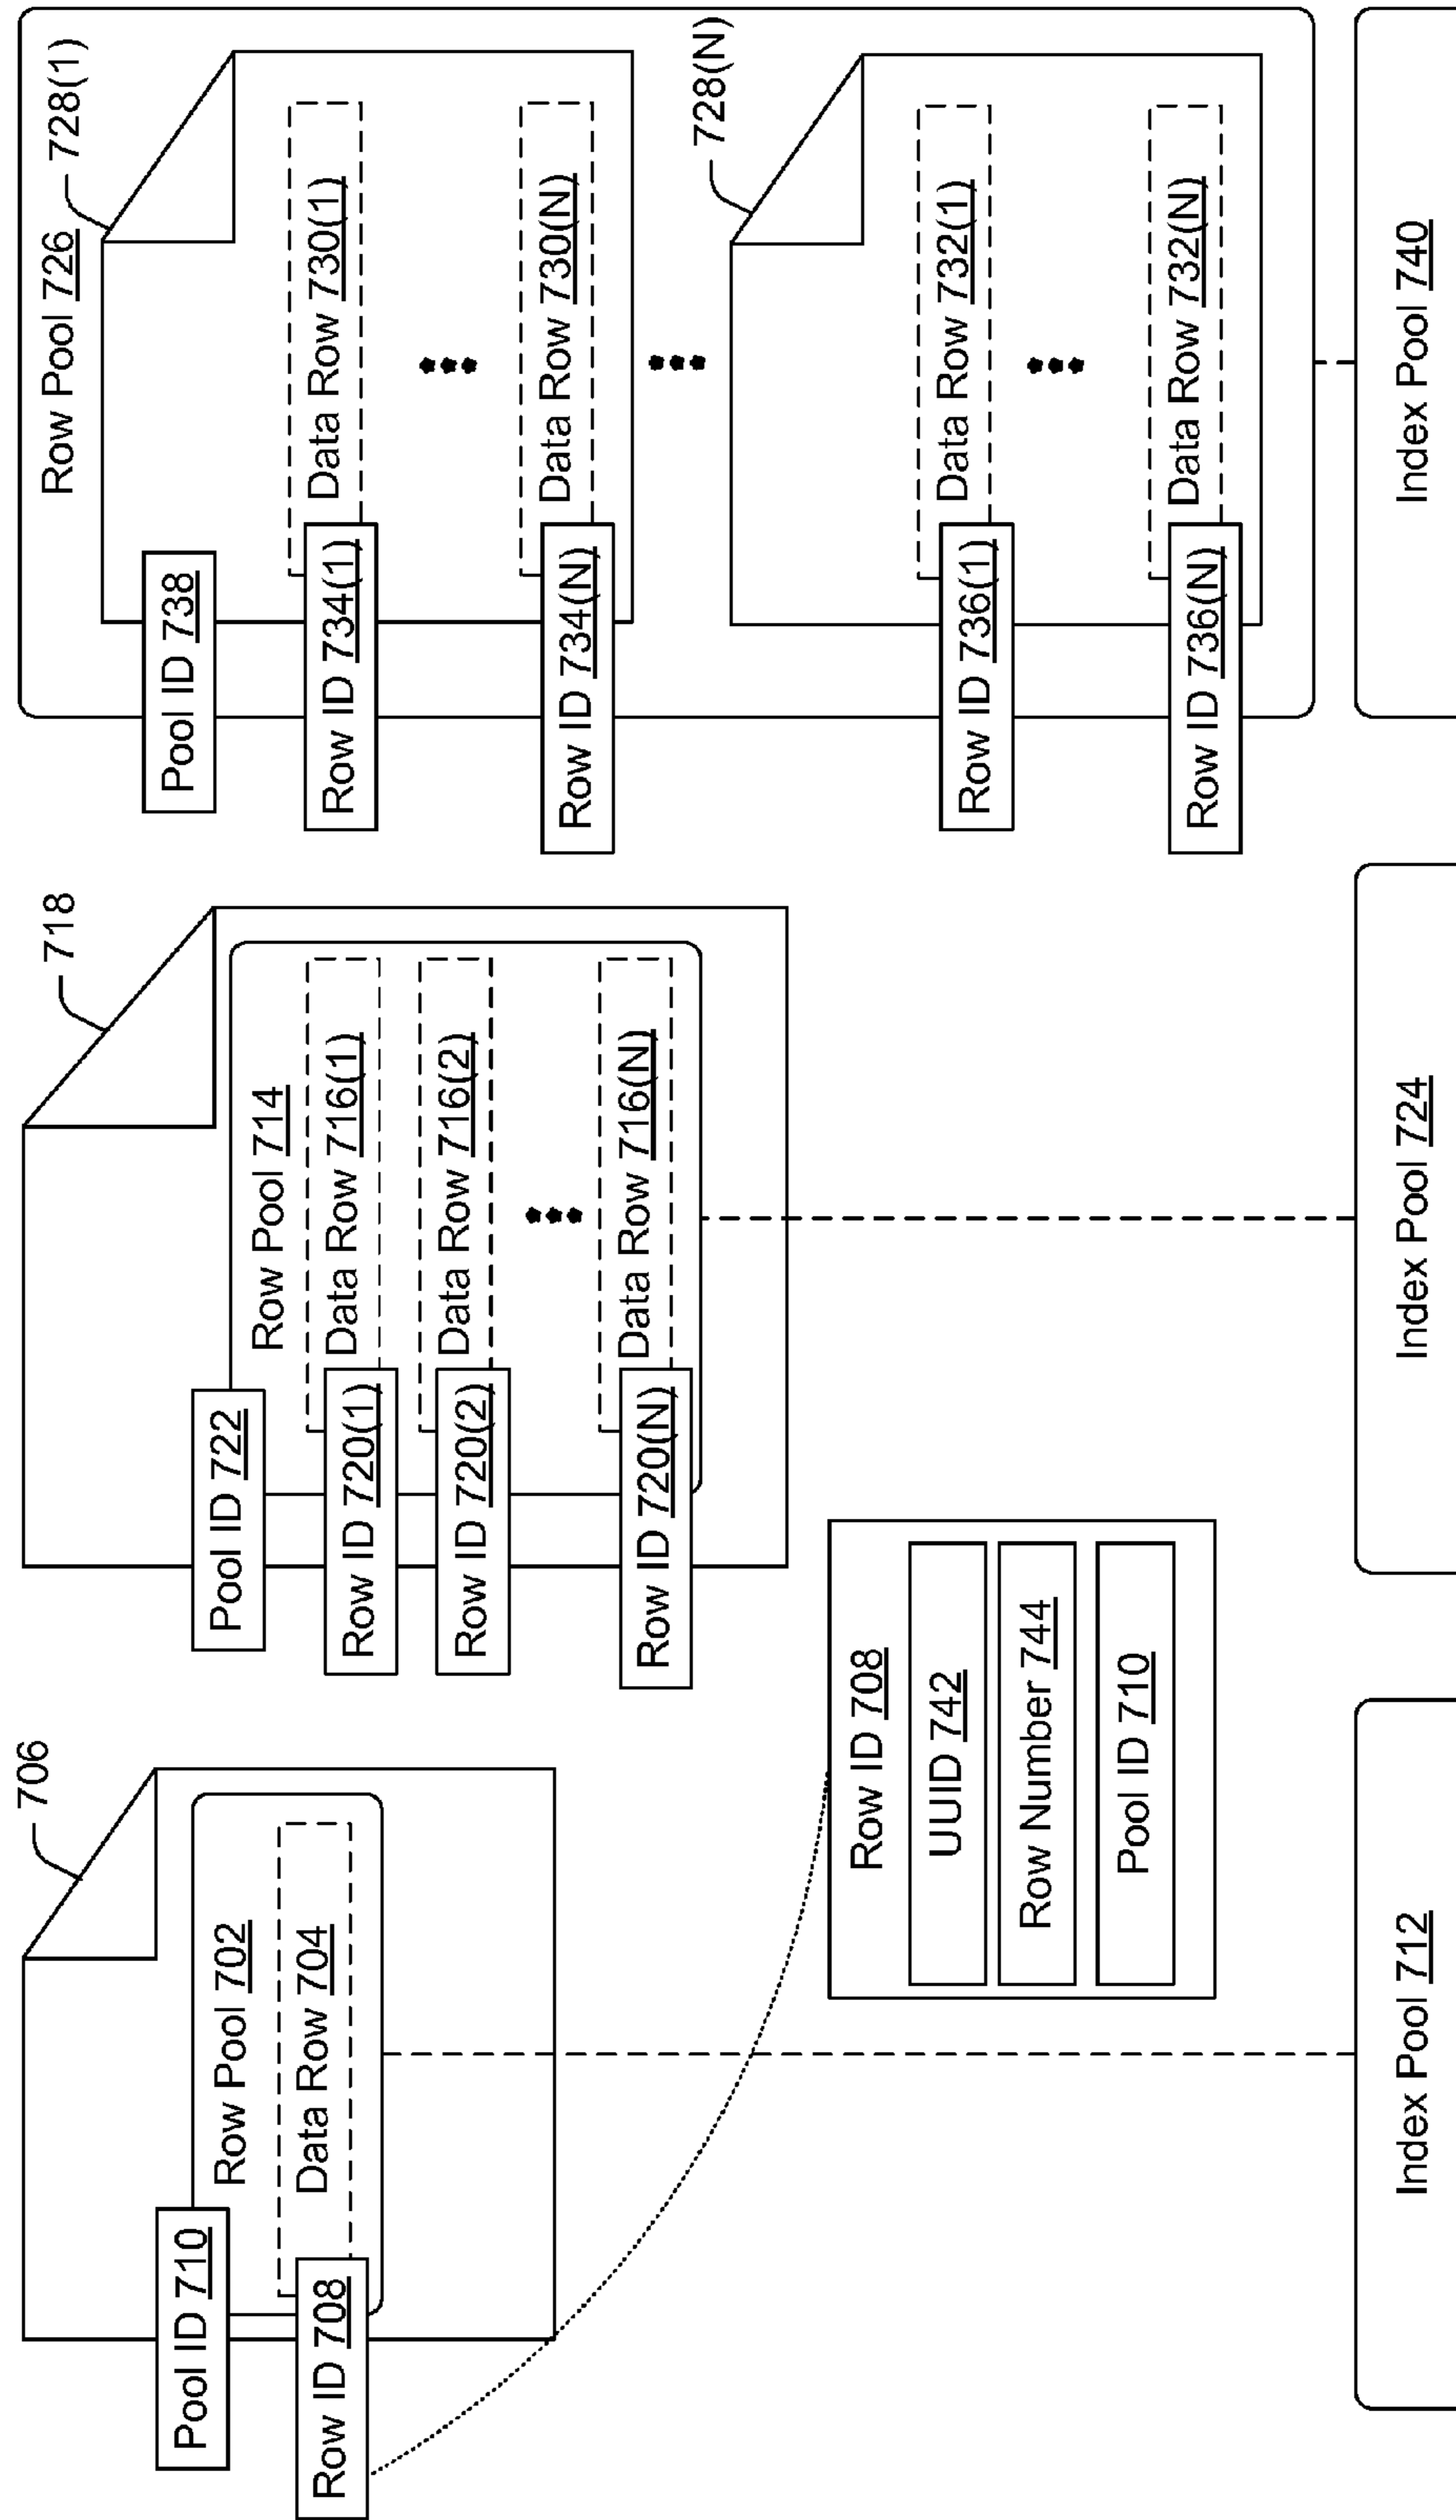 706
Pool ID 710
Row Pool 702
Data Row 704
Row ID 708
718
Pool ID 722
Row Pool 714
Data Row 716(1)
Row ID 720(1)
Data Row 716(2)
Row ID 720(2)
Data Row 716(N)
Row ID 720(N)
Row Pool 726
728(1)
Pool ID 738
Data Row 730(1)
Row ID 734(1)
Data Row 730(N)
Row ID 734(N)
728(N)
Data Row 732(1)
Row ID 736(1)
Data Row 732(N)
Row ID 736(N)
Row ID 708
UUID 742
Row Number 744
Pool ID 710
Index Pool 712
Index Pool 724
Index Pool 740